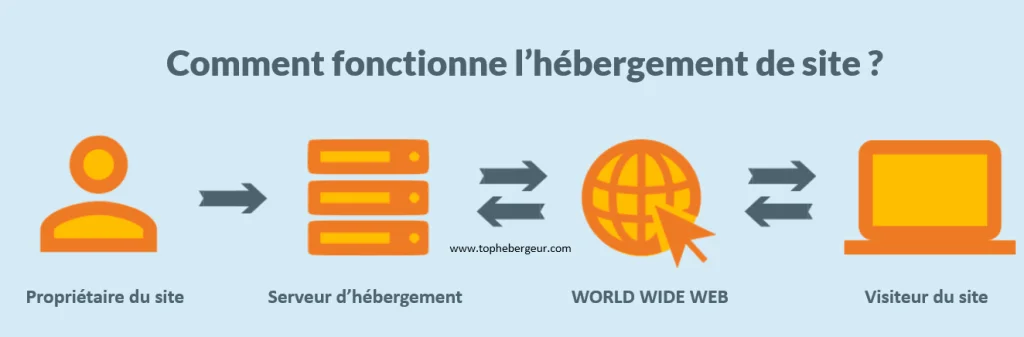 Comment fonctionne l’hébergement de site ?
www.tophebergeur.com
Propriétaire du site
Serveur d’hébergement
WORLD WIDE WEB
Visiteur du site